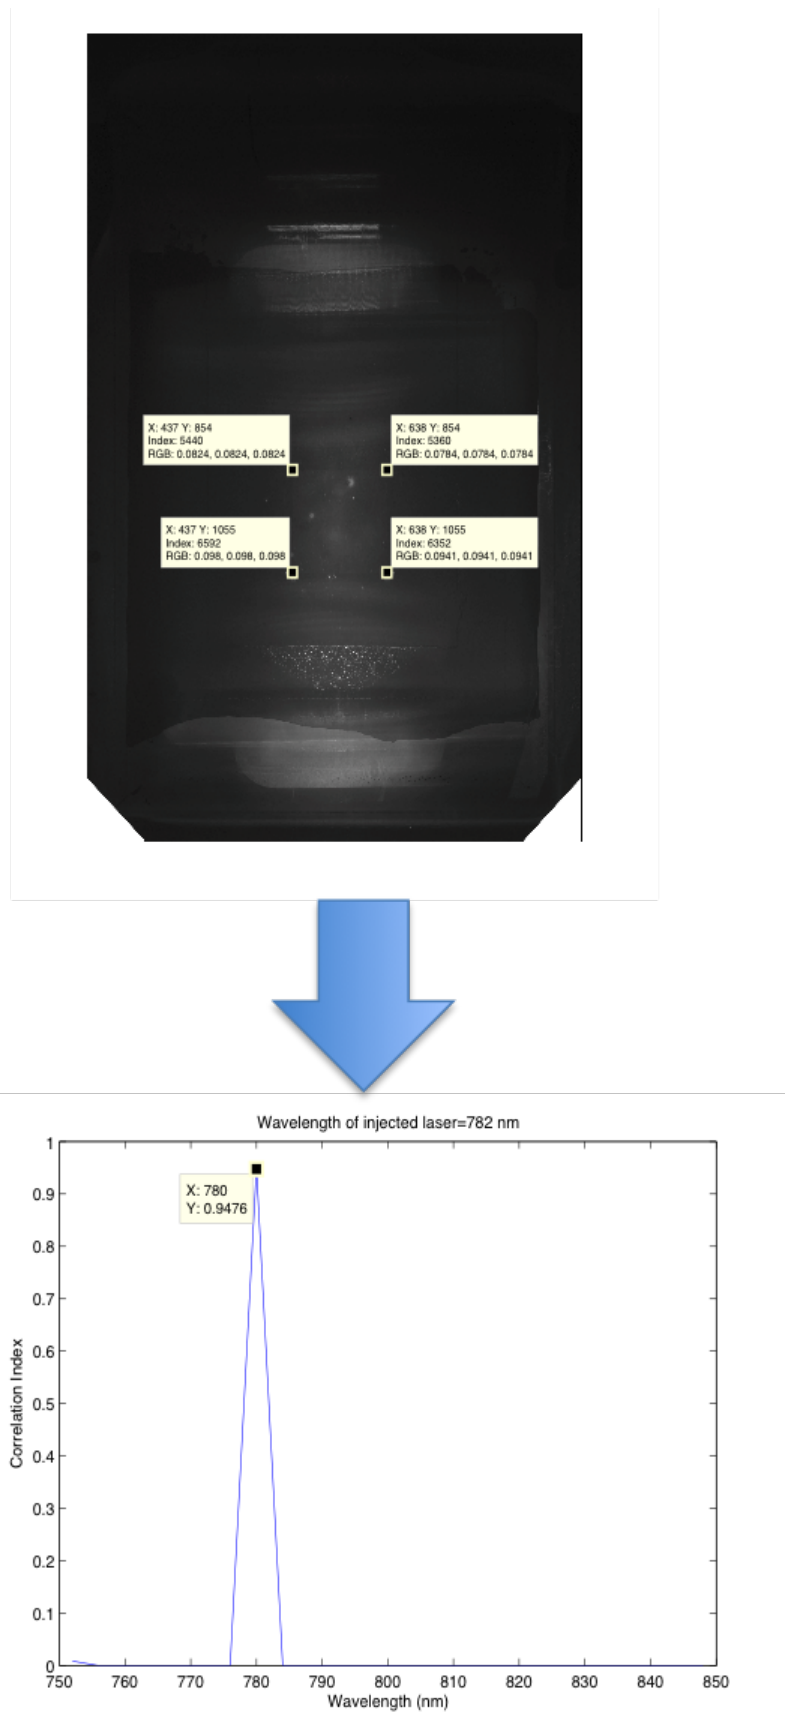 X: 437 Y: 854
Index: 5440
RGB: 0.0824, 0.0824, 0.0824
X: 638 Y: 854
Index: 5360
RGB: 0.0784, 0.0784, 0.0784
X: 437 Y: 1055
Index: 6592
RGB: 0.098, 0.098, 0.098
X: 638 Y: 1055
Index: 6352
RGB: 0.0941, 0.0941, 0.0941
Wavelength of injected laser=782 nm
1
0.9
0.8
0.7
0.6
0.5
0.4
0.3
0.2
0.1
0
X: 780
Y: 0.9476
Correlation Index
750 760 770 780 790 800 810 820 830 840 850
Wavelength (nm)